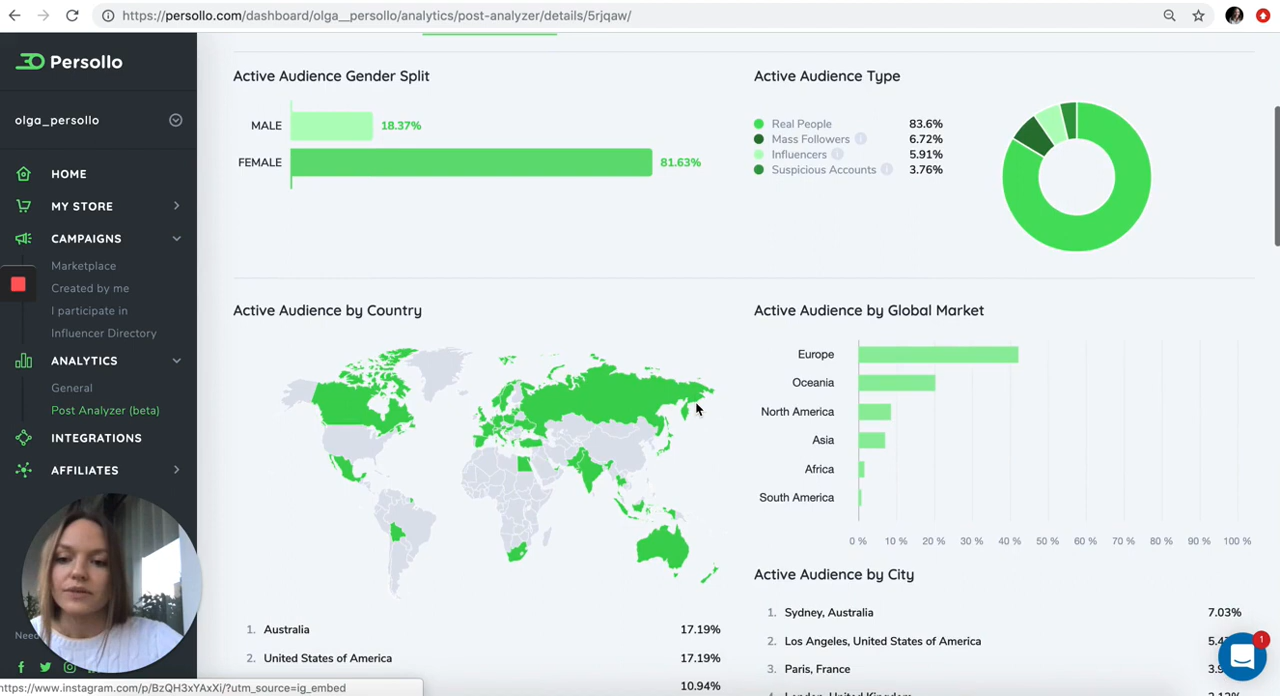 https://persollo.com/dashboard/olga__persollo/analytics/post-analyzer/details/5rjqaw/
Persollo
olga_persollo
HOME
MY STORE
CAMPAIGNS
Marketplace
Created by me
I participate in
Influencer Directory
ANALYTICS
General
Post Analyzer (beta)
INTEGRATIONS
AFFILIATES
Need
https://www.instagram.com/p/BzQH3xYAxXi/?utm_source=ig_embed
Active Audience Gender Split
MALE 18.37%
FEMALE 81.63%
Active Audience Type
Real People 83.6%
Mass Followers 6.72%
Influencers 5.91%
Suspicious Accounts 3.76%
Active Audience by Country
1. Australia 17.19%
2. United States of America 17.19%
10.94%
Active Audience by Global Market
Europe
Oceania
North America
Asia
Africa
South America
0 % 10 % 20 % 30 % 40 % 50 % 60 % 70 % 80 % 90 % 100 %
Active Audience by City
1. Sydney, Australia 7.03%
2. Los Angeles, United States of America
3. Paris, France
1